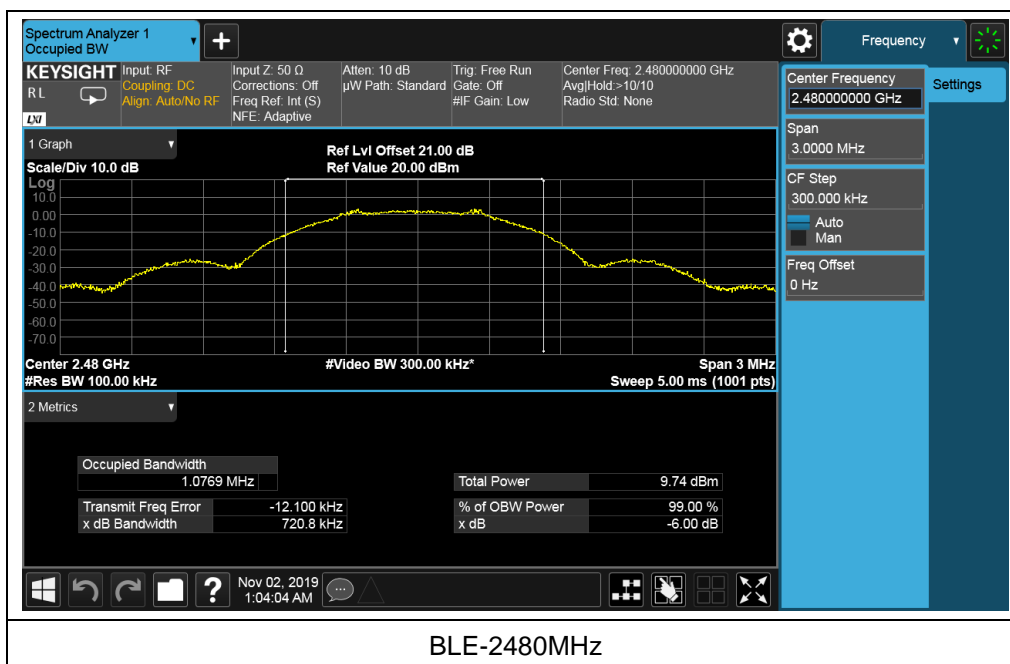 Spectrum Analyzer 1
Occupied BW
Frequency
KEYSIGHT
RL
LXI
Input: RF
Coupling: DC
Align: Auto/No RF
Input Z: 50 Ω
Corrections: Off
Freq Ref: Int (S)
NFE: Adaptive
Atten: 10 dB
µW Path: Standard
Trig: Free Run
Gate: Off
#IF Gain: Low
Center Freq: 2.480000000 GHz
Avg|Hold:>10/10
Radio Std: None
Center Frequency
2.480000000 GHz
Settings
Span
3.0000 MHz
CF Step
300.000 kHz
Auto
Man
Freq Offset
0 Hz
1 Graph
Scale/Div 10.0 dB
Ref Lvl Offset 21.00 dB
Ref Value 20.00 dBm
Log
10.0
0.00
-10.0
-20.0
-30.0
-40.0
-50.0
-60.0
-70.0
Center 2.48 GHz
#Video BW 300.00 kHz*
Span 3 MHz
#Res BW 100.00 kHz
Sweep 5.00 ms (1001 pts)
2 Metrics
Occupied Bandwidth
1.0769 MHz
Total Power 9.74 dBm
Transmit Freq Error -12.100 kHz
% of OBW Power 99.00 %
x dB Bandwidth 720.8 kHz
x dB -6.00 dB
?
Nov 02, 2019
1:04:04 AM
BLE-2480MHz